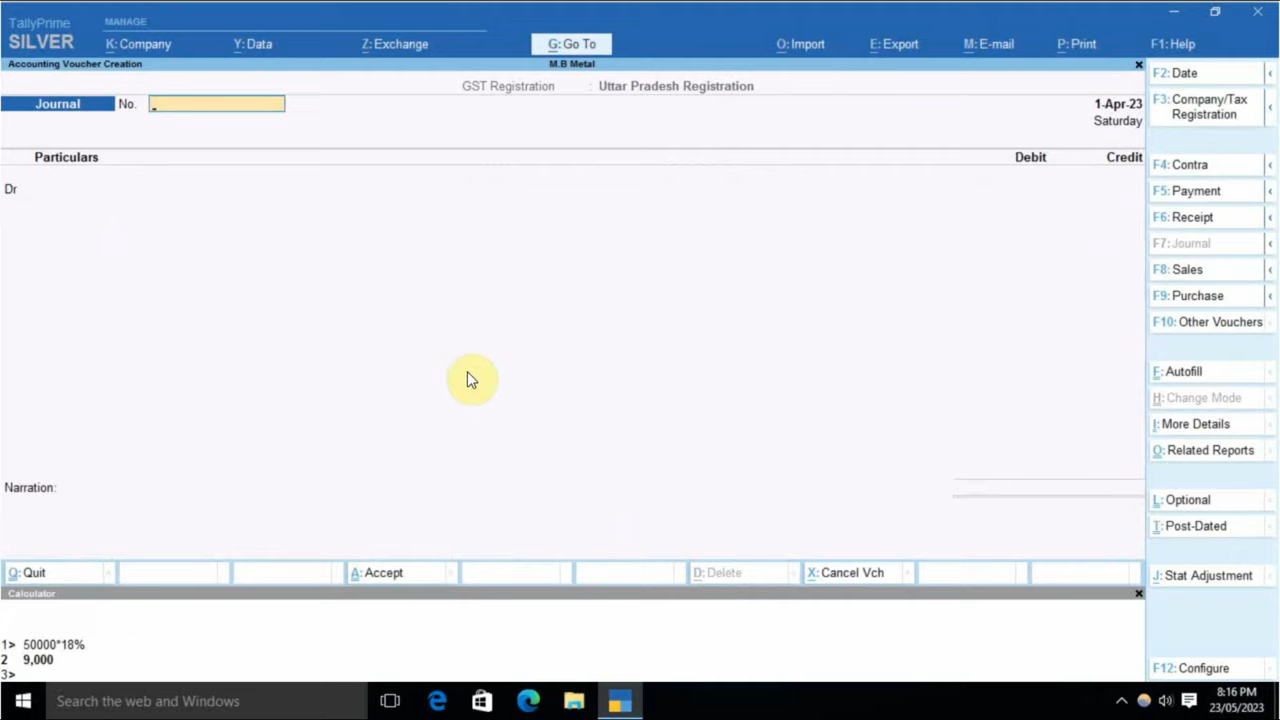 TallyPrime
SILVER
MANAGE
K: Company
Y: Data
Z: Exchange
G: Go To
O: Import
E: Export
M: E-mail
P: Print
F1: Help
Accounting Voucher Creation
M.B Metal
GST Registration : Uttar Pradesh Registration
Journal No.
1-Apr-23
Saturday
Particulars
Debit
Credit
Dr
Narration:
F2: Date
F3: Company/Tax
Registration
F4: Contra
F5: Payment
F6: Receipt
F7: Journal
F8: Sales
F9: Purchase
F10: Other Vouchers
F: Autofill
H: Change Mode
I: More Details
O: Related Reports
L: Optional
T: Post-Dated
J: Stat Adjustment
F12: Configure
Q: Quit
A: Accept
D: Delete
X: Cancel Vch
Calculator
1> 50000*18%
2 9,000
3>
Search the web and Windows
8:16 PM
23/05/2023